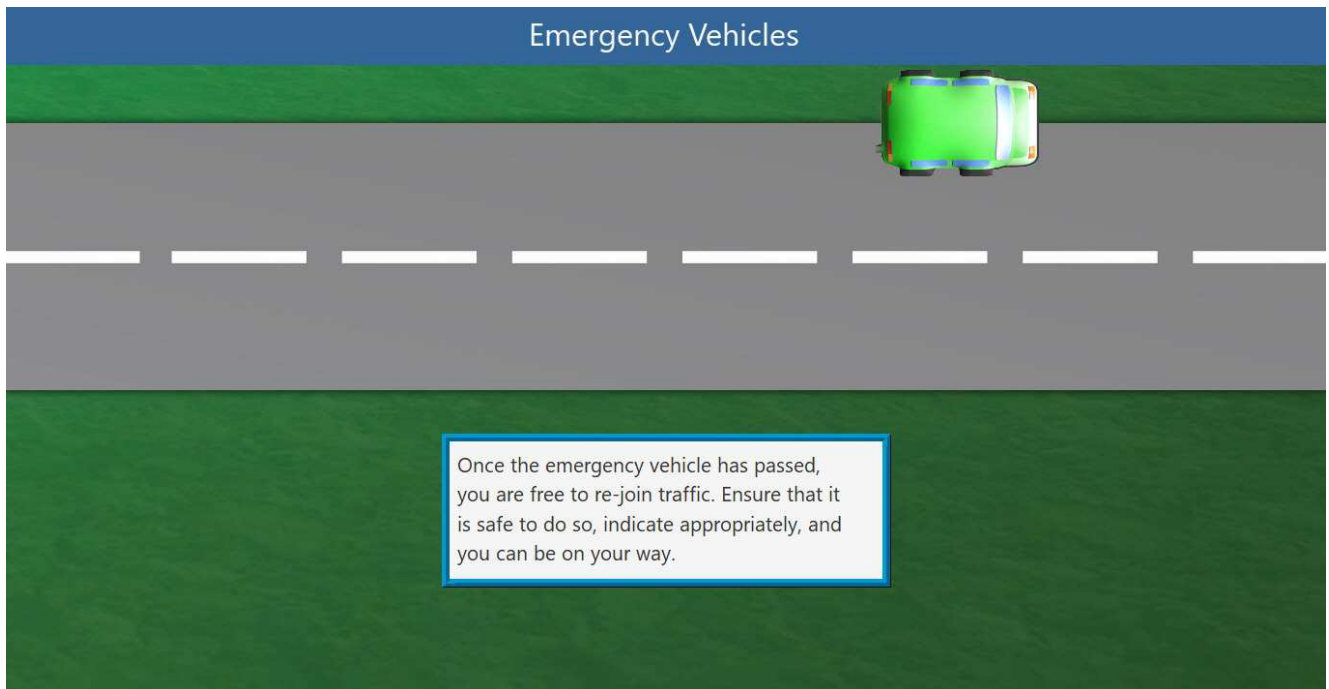 Emergency Vehicles
Once the emergency vehicle has passed,
you are free to re-join traffic. Ensure that it
is safe to do so, indicate appropriately, and
you can be on your way.